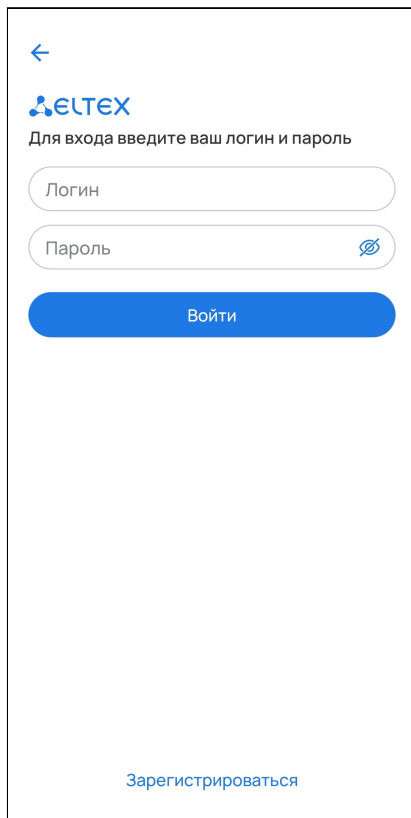 ELTEX
Для входа введите ваш логин и пароль
Логин
Пароль
Войти
Зарегистрироваться